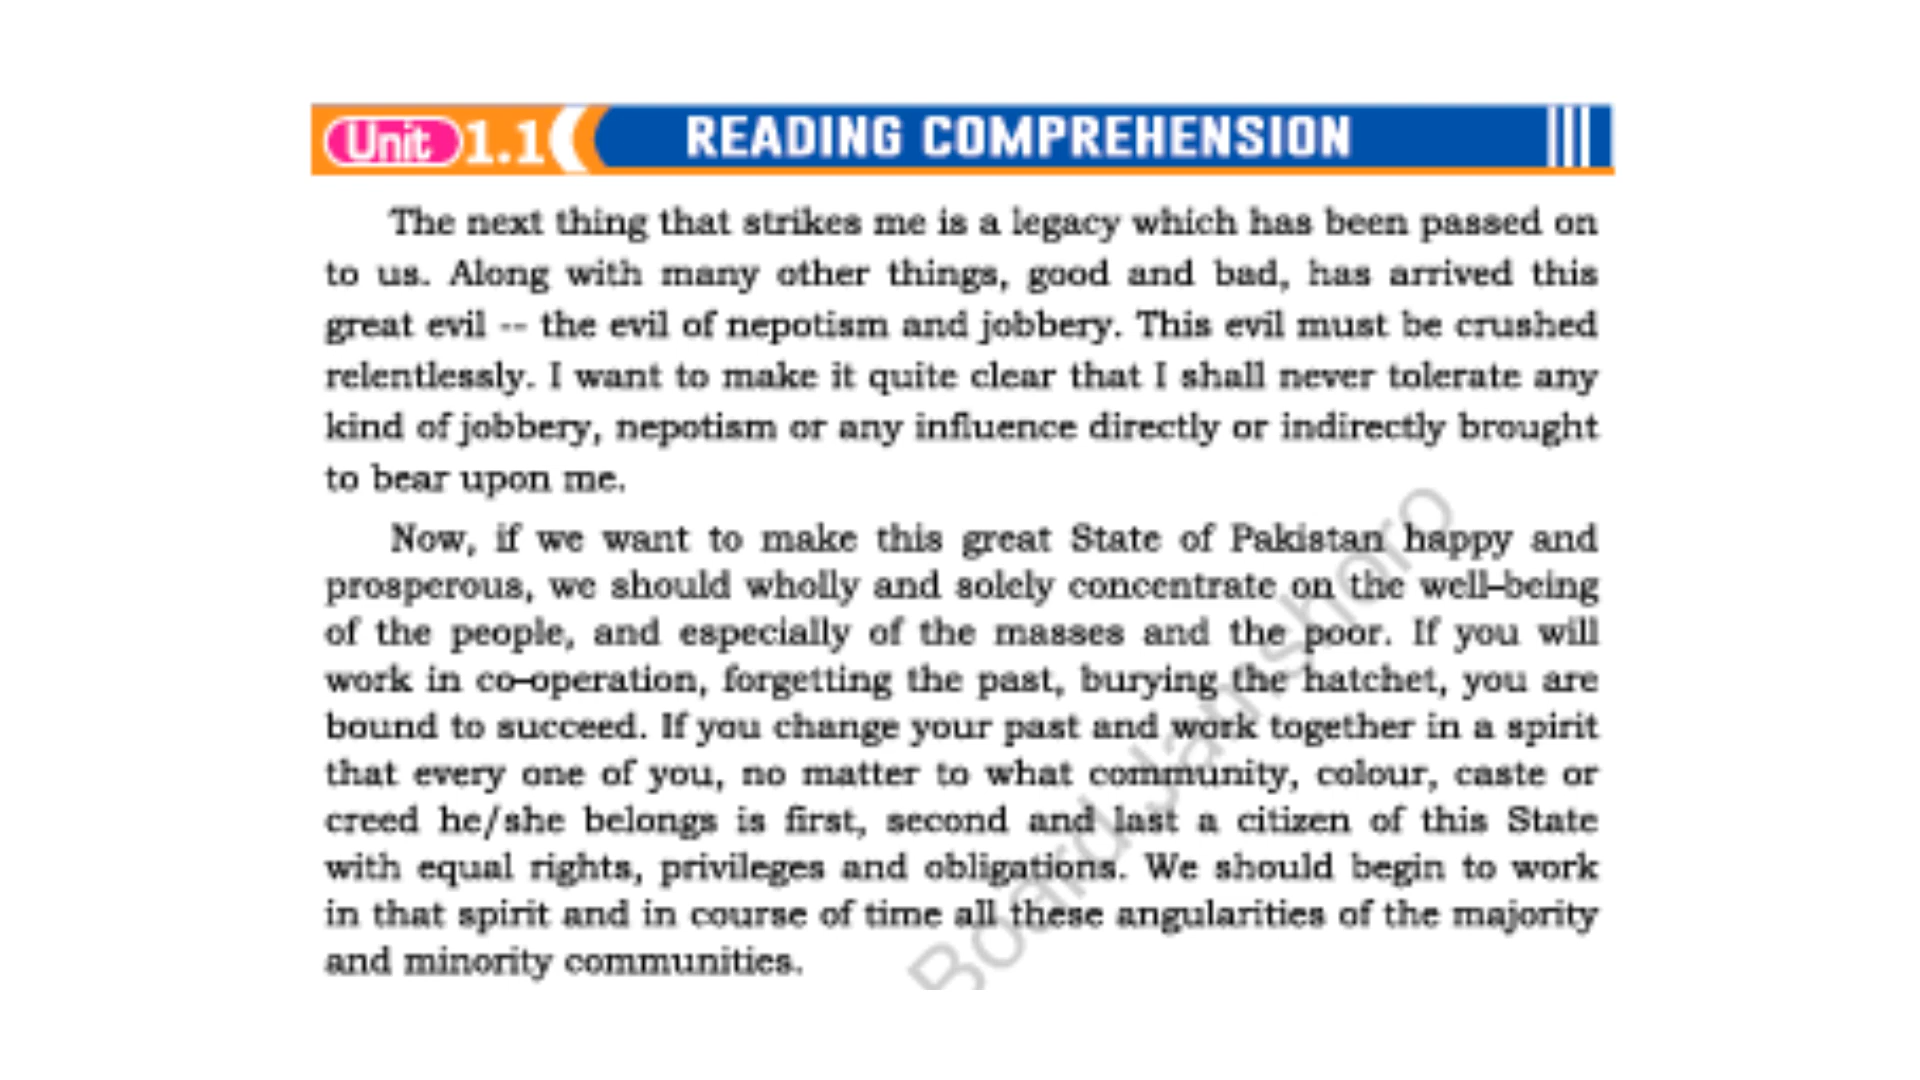 Unit 1.1 READING COMPREHENSION
The next thing that strikes me is a legacy which has been passed on
to us. Along with many other things, good and bad, has arrived this
great evil -- the evil of nepotism and jobbery. This evil must be crushed
relentlessly. I want to make it quite clear that I shall never tolerate any
kind of jobbery, nepotism or any influence directly or indirectly brought
to bear upon me.
Now, if we want to make this great State of Pakistan happy and
prosperous, we should wholly and solely concentrate on the well–being
of the people, and especially of the masses and the poor. If you will
work in co–operation, forgetting the past, burying the hatchet, you are
bound to succeed. If you change your past and work together in a spirit
that every one of you, no matter to what community, colour, caste or
creed he/she belongs is first, second and last a citizen of this State
with equal rights, privileges and obligations. We should begin to work
in that spirit and in course of time all these angularities of the majority
and minority communities.
Board Jamshoro